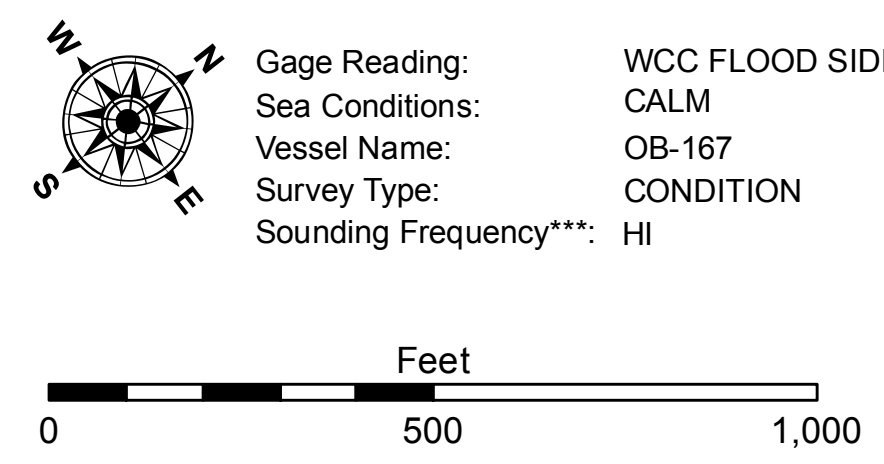 W N
S E
Gage Reading: WCC FLOOD SID
Sea Conditions: CALM
Vessel Name: OB-167
Survey Type: CONDITION
Sounding Frequency***: HI
Feet
0 500 1,000